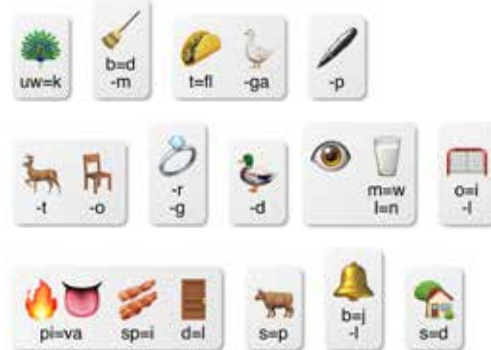 uw=k b=d -m t=fl -ga -p
-t -o -r -g -d m=w l=n o=i -l
pi=va sp=i d=l s=p b=j -l s=d